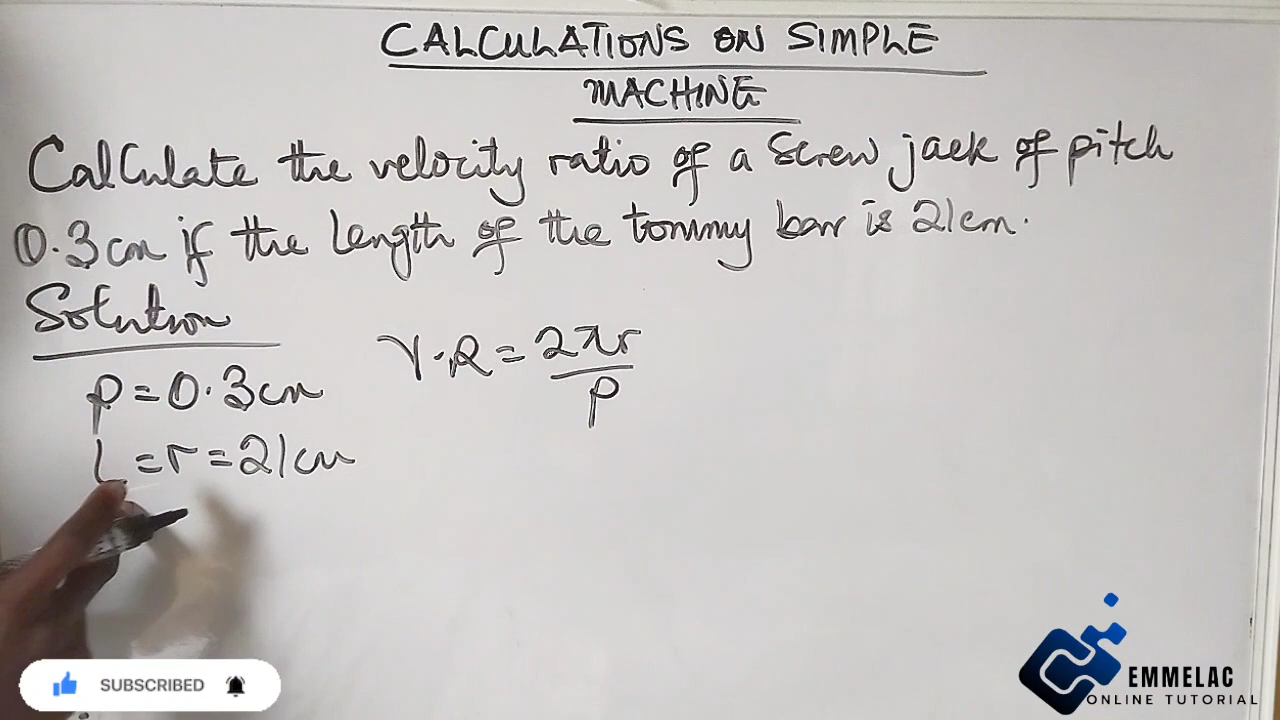 CALCULATIONS ON SIMPLE
MACHINE
Calculate the velocity ratio of a Screw jack of pitch
0.3cm if the length of the tommy bar is 21cm.
Solution
V.R = 2πr
P
P = 0.3cm
L = r = 21cm
SUBSCRIBED
EMMELAC
ONLINE TUTORIAL